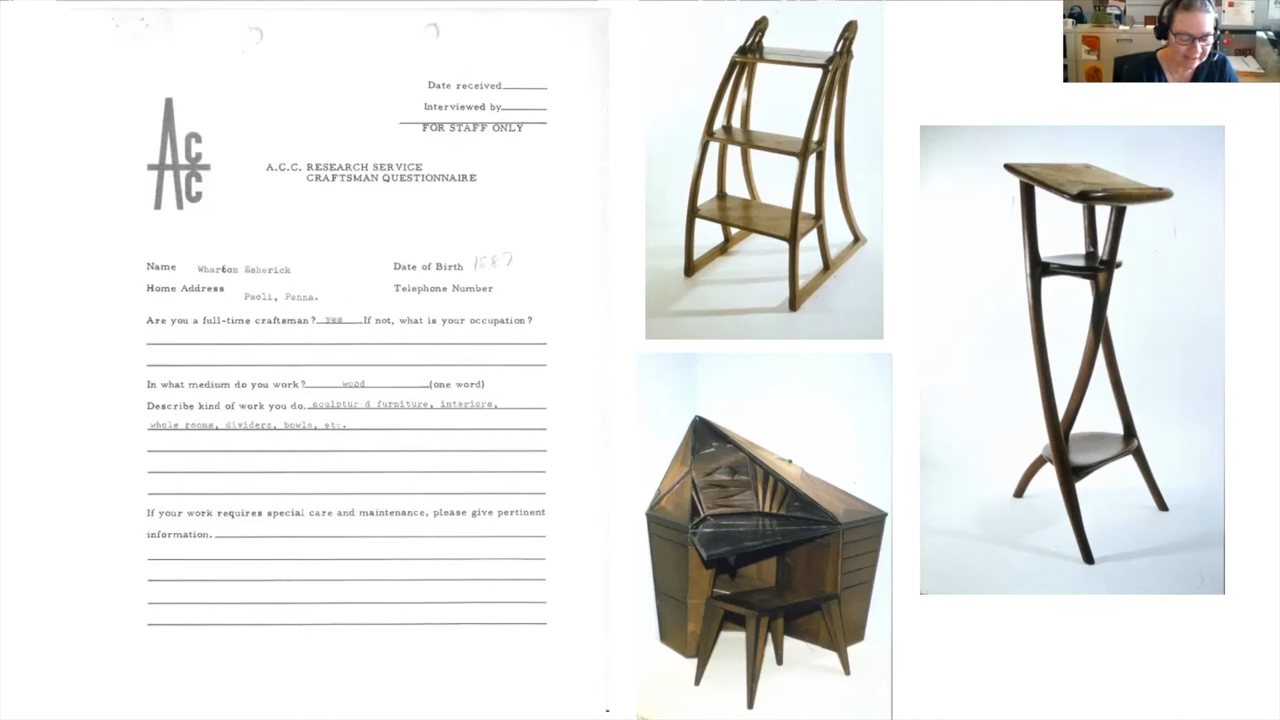 Date received
Interviewed by
FOR STAFF ONLY
ACC
A.C.C. RESEARCH SERVICE
CRAFTSMAN QUESTIONNAIRE
Name Wharton Esherick Date of Birth 1887
Home Address Paoli, Penna. Telephone Number
Are you a full-time craftsman? yes If not, what is your occupation?
In what medium do you work? wood (one word)
Describe kind of work you do. sculptur d furniture, interiors,
whole rooms, dividers, bowls, etc.
If your work requires special care and maintenance, please give pertinent
information.